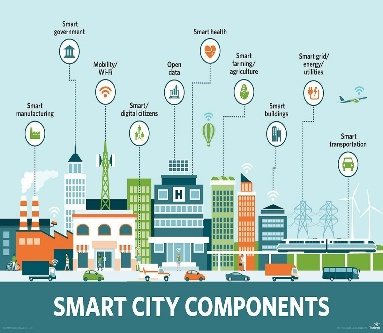 Smart
government
Mobility/
Wi-Fi
Smart
manufacturing
Smart/
digital citizens
Open
data
Smart health
Smart
farming/
agriculture
Smart
buildings
Smart grid/
energy/
utilities
Smart
transportation
H
SMART CITY COMPONENTS